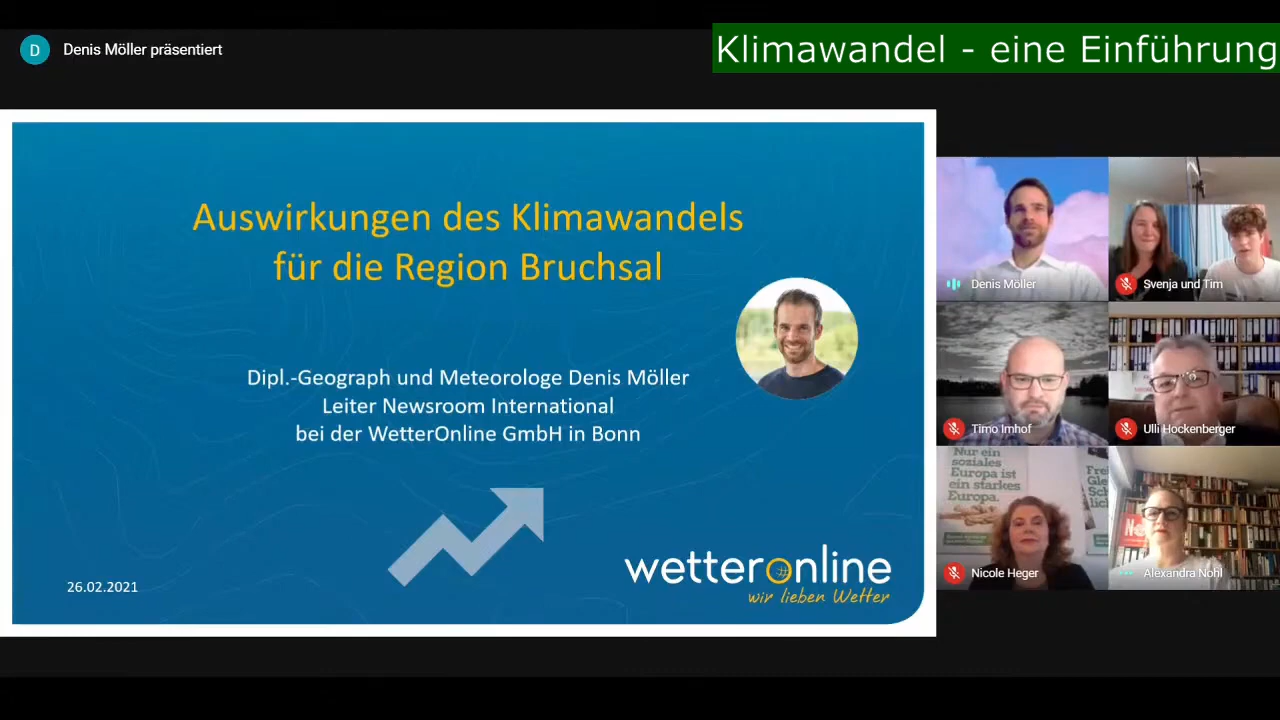 D
Denis Möller präsentiert
Klimawandel - eine Einführung
Auswirkungen des Klimawandels
für die Region Bruchsal
Dipl.-Geograph und Meteorologe Denis Möller
Leiter Newsroom International
bei der WetterOnline GmbH in Bonn
26.02.2021
wetteronline
wir lieben Wetter
Denis Möller
Svenja und Tim
Timo Imhof
Ulli Hockenberger
Nur ein
soziales
Europa ist
ein starkes
Europa.
Nicole Heger
Alexandra Nohl